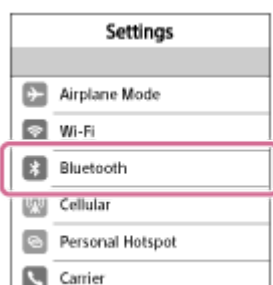 Settings
Airplane Mode
Wi-Fi
Bluetooth
Cellular
Personal Hotspot
Carrier